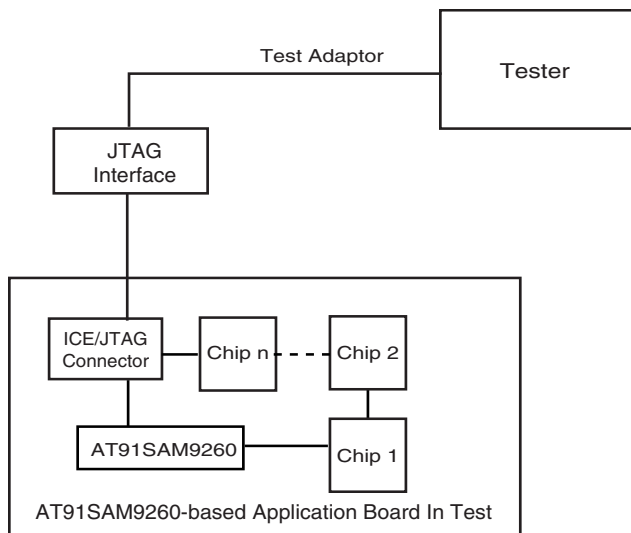 Test Adaptor
Tester
JTAG
Interface
ICE/JTAG
Connector
Chip n
Chip 2
AT91SAM9260
Chip 1
AT91SAM9260-based Application Board In Test